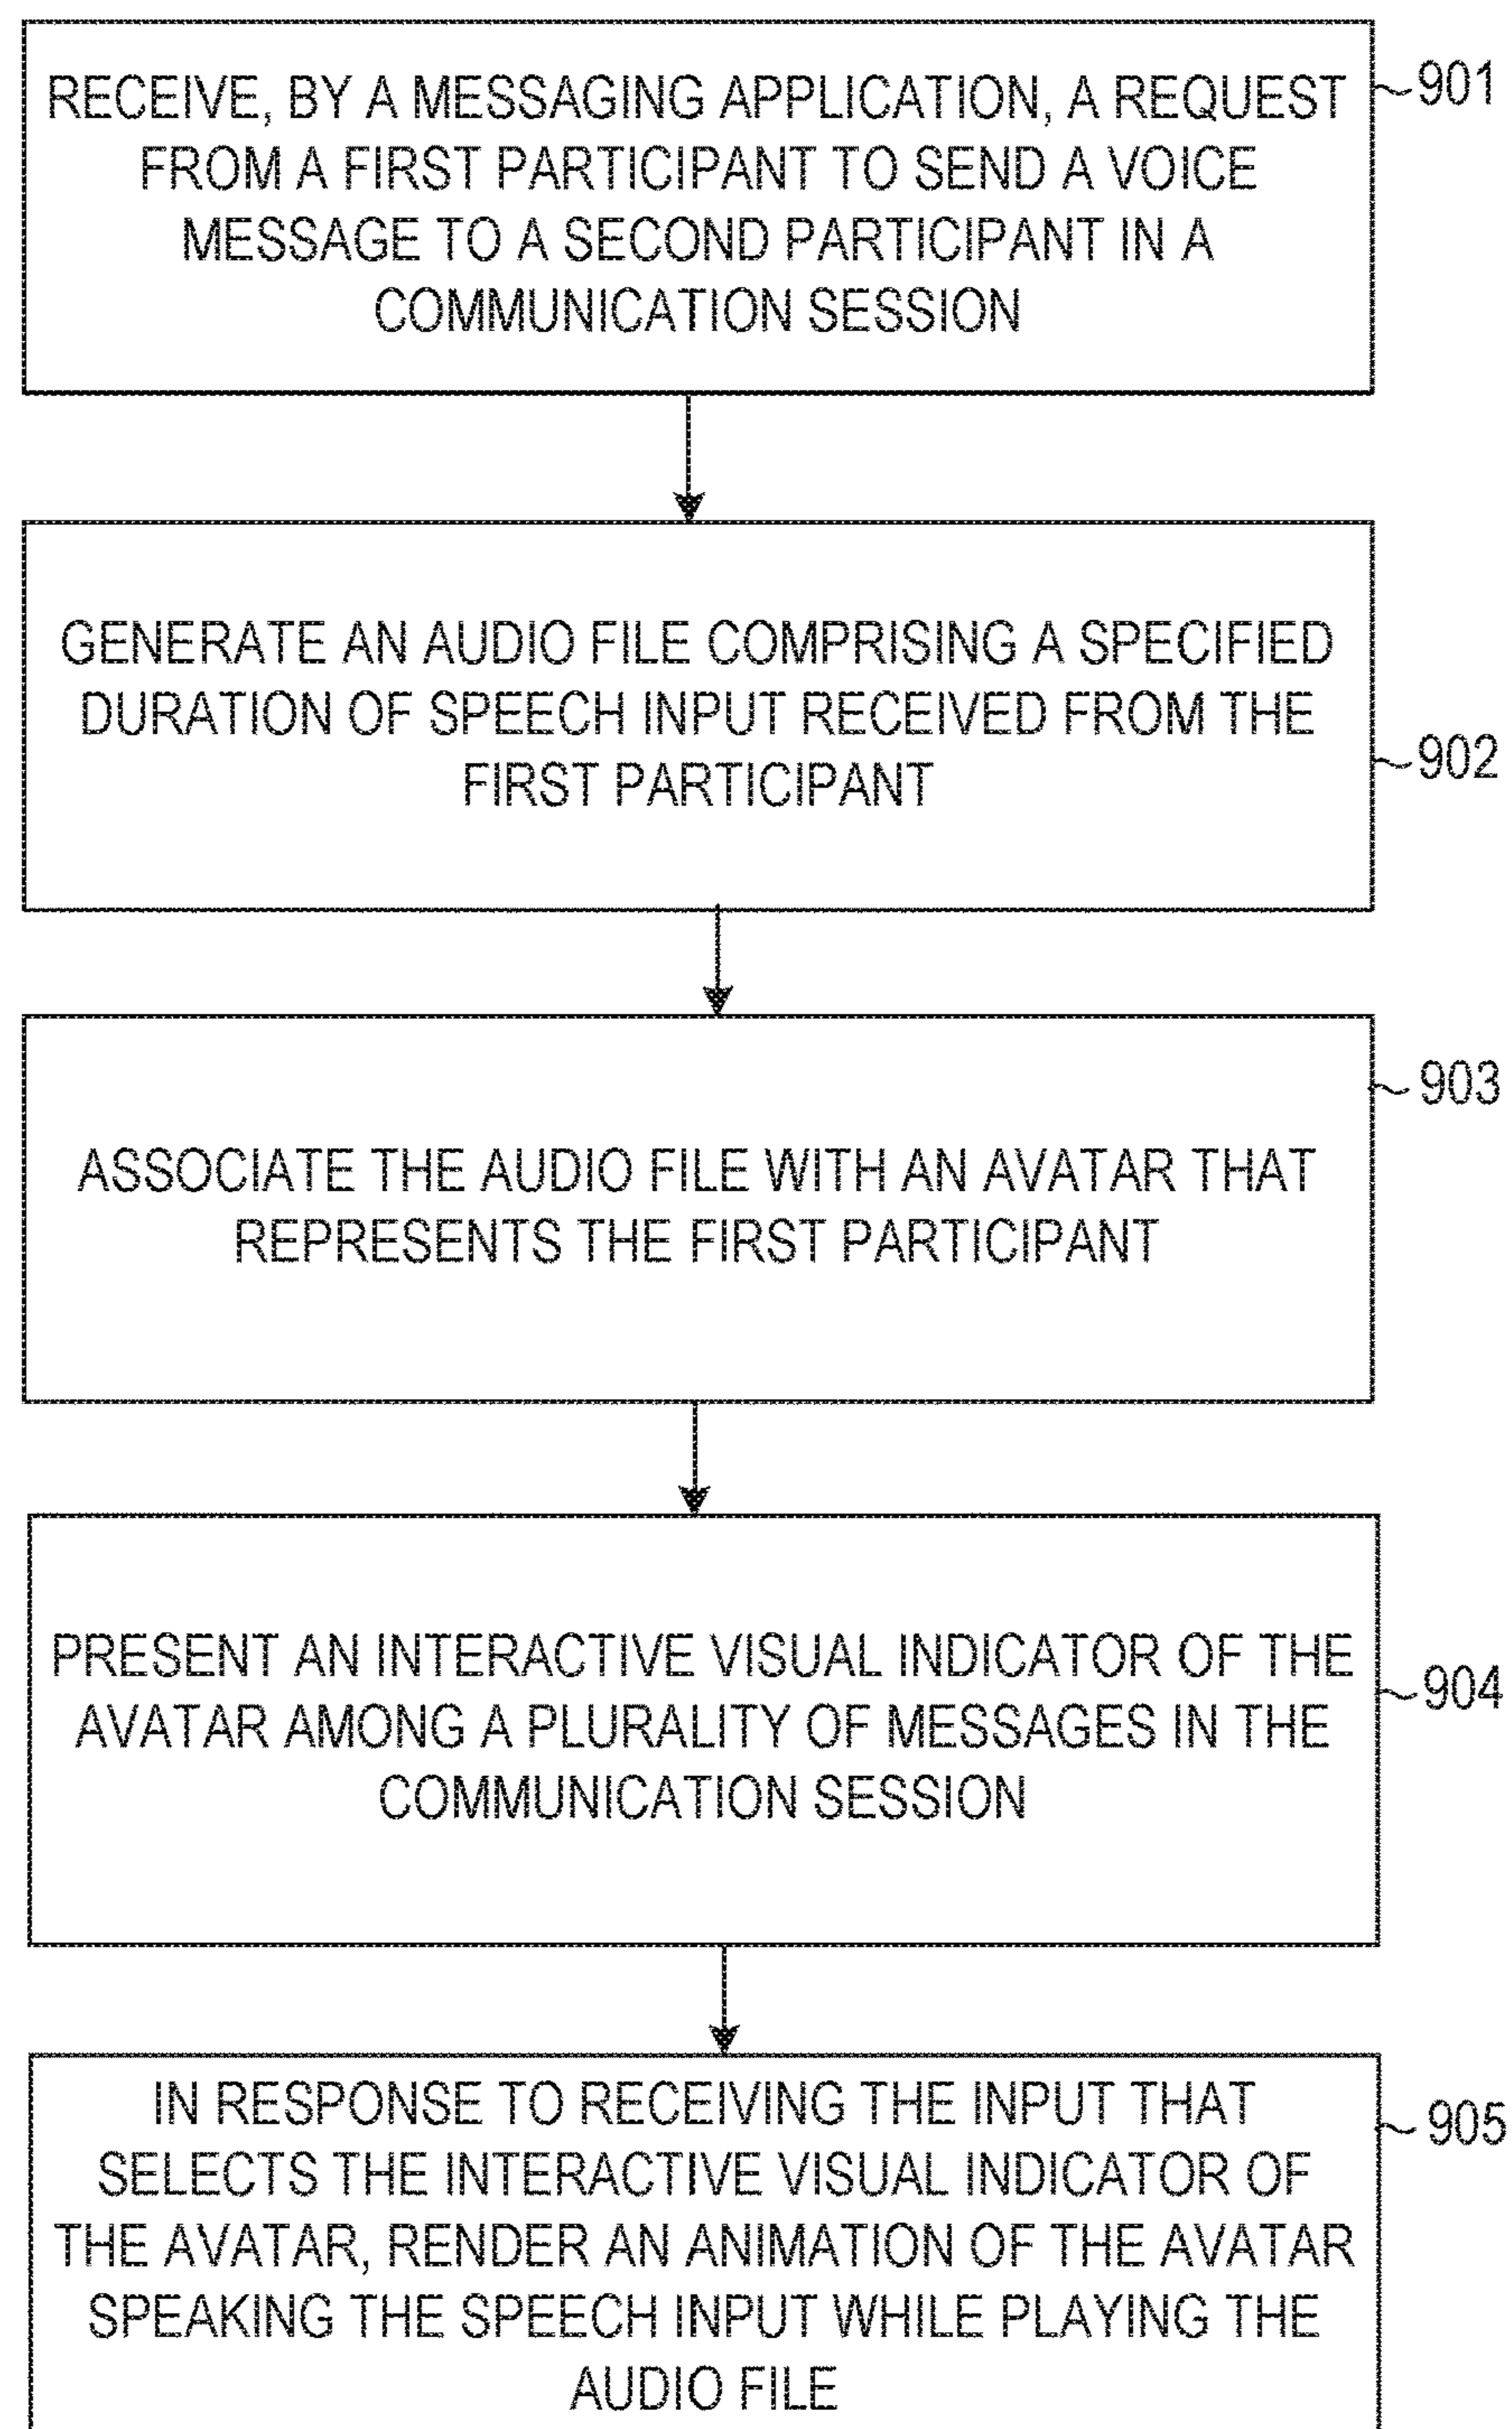 RECEIVE, BY A MESSAGING APPLICATION, A REQUEST
FROM A FIRST PARTICIPANT TO SEND A VOICE
MESSAGE TO A SECOND PARTICIPANT IN A
COMMUNICATION SESSION
901
GENERATE AN AUDIO FILE COMPRISING A SPECIFIED
DURATION OF SPEECH INPUT RECEIVED FROM THE
FIRST PARTICIPANT
902
ASSOCIATE THE AUDIO FILE WITH AN AVATAR THAT
REPRESENTS THE FIRST PARTICIPANT
903
PRESENT AN INTERACTIVE VISUAL INDICATOR OF THE
AVATAR AMONG A PLURALITY OF MESSAGES IN THE
COMMUNICATION SESSION
904
IN RESPONSE TO RECEIVING THE INPUT THAT
SELECTS THE INTERACTIVE VISUAL INDICATOR OF
THE AVATAR, RENDER AN ANIMATION OF THE AVATAR
SPEAKING THE SPEECH INPUT WHILE PLAYING THE
AUDIO FILE
905